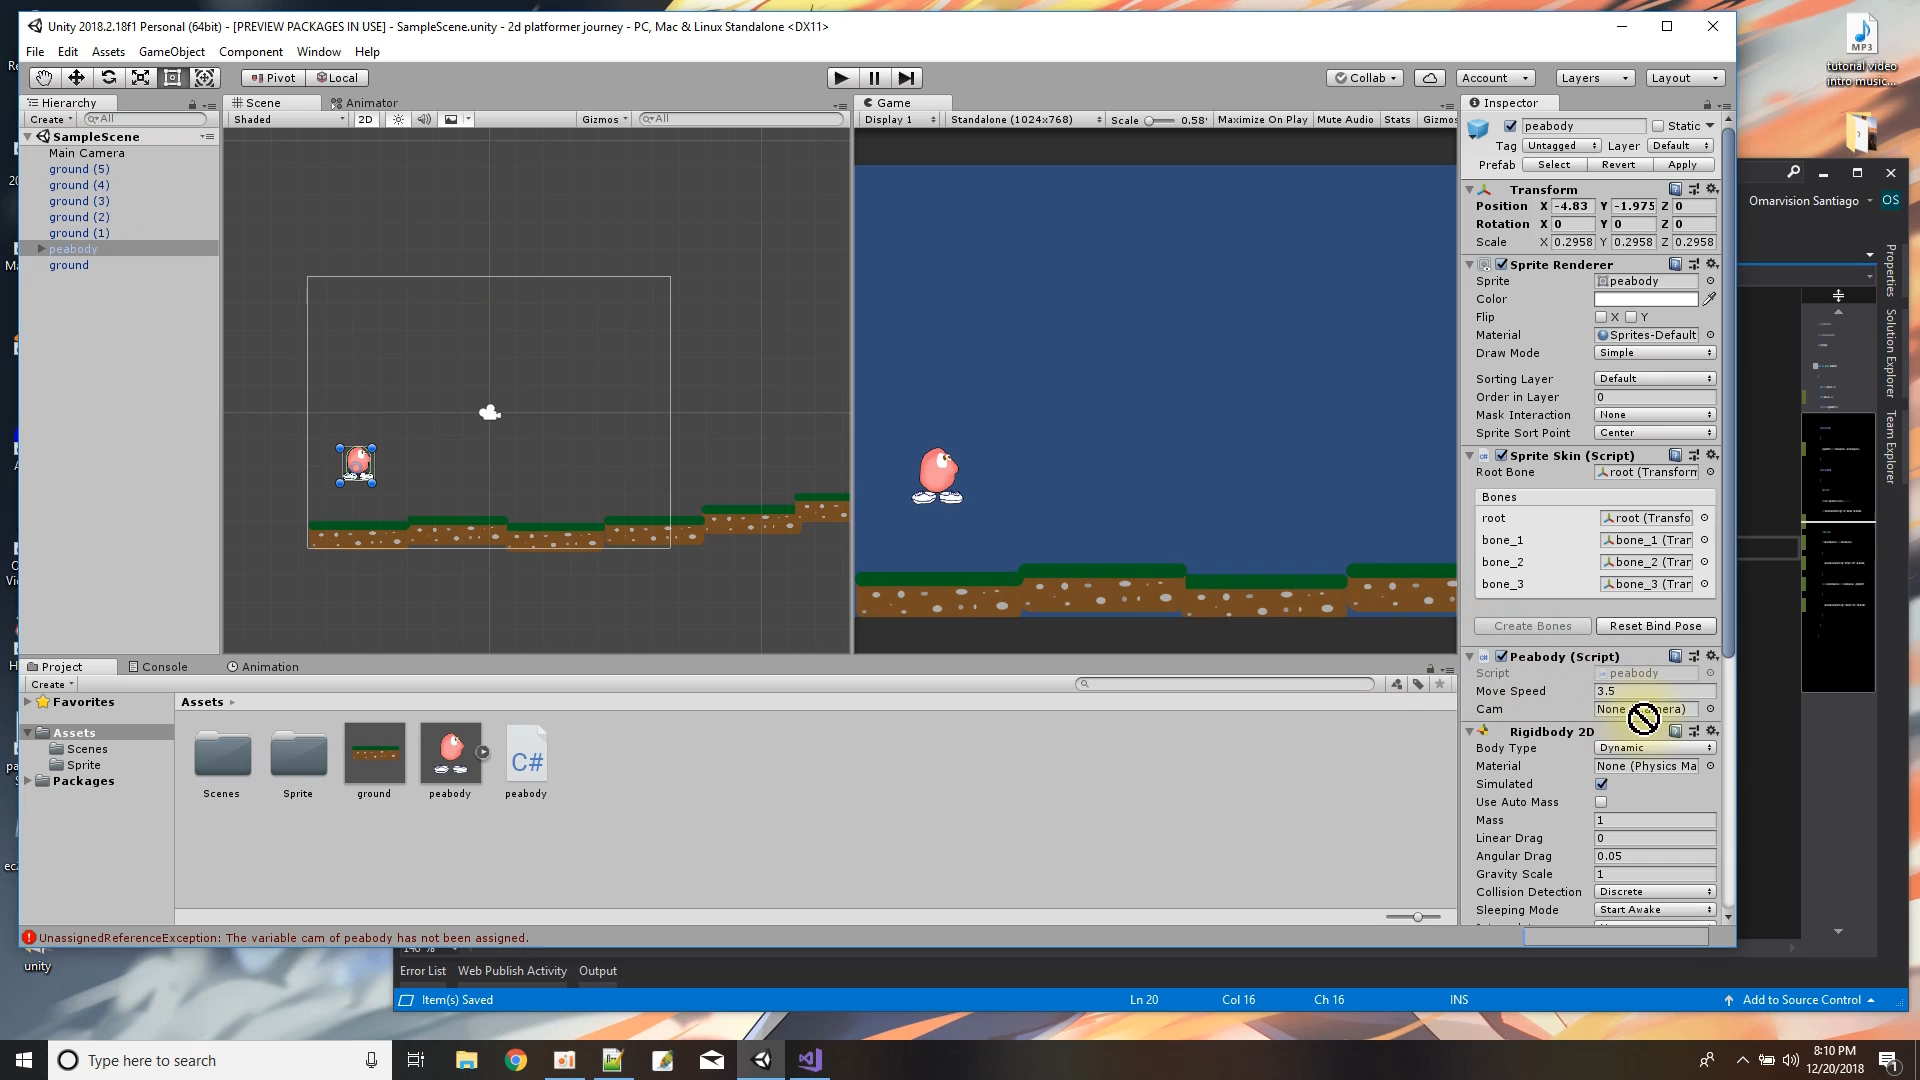 Unity 2018.2.18f1 Personal (64bit) - [PREVIEW PACKAGES IN USE] - SampleScene.unity - 2d platformer journey - PC, Mac & Linux Standalone <DX11>
MP3
tutorial video
intro music...
File Edit Assets GameObject Component Window Help
Pivot Local Collab Account Layers Layout
Hierarchy
Create All
SampleScene
Main Camera
ground (5)
ground (4)
ground (3)
ground (2)
ground (1)
peabody
ground
Scene Animator
Shaded 2D Gizmos All
Game
Display 1 Standalone (1024x768) Scale 0.58 Maximize On Play Mute Audio Stats Gizmos
Inspector
peabody Static
Tag Untagged Layer Default
Prefab Select Revert Apply
Transform
Position X -4.83 Y -1.975 Z 0
Rotation X 0 Y 0 Z 0
Scale X 0.2958 Y 0.2958 Z 0.2958
Sprite Renderer
Sprite peabody
Color
Flip X Y
Material Sprites-Default
Draw Mode Simple
Sorting Layer Default
Order in Layer 0
Mask Interaction None
Sprite Sort Point Center
Sprite Skin (Script)
Root Bone root (Transform
Bones
root root (Transfo
bone_1 bone_1 (Tran
bone_2 bone_2 (Tran
bone_3 bone_3 (Tran
Create Bones Reset Bind Pose
Peabody (Script)
Script peabody
Move Speed 3.5
Cam None
Rigidbody 2D
Body Type Dynamic
Material None (Physics Ma
Simulated
Use Auto Mass
Mass 1
Linear Drag 0
Angular Drag 0.05
Gravity Scale 1
Collision Detection Discrete
Sleeping Mode Start Awake
Project Console Animation
Create
Favorites
Assets
Scenes
Sprite
Packages
Assets
C#
Scenes Sprite ground peabody peabody
UnassignedReferenceException: The variable cam of peabody has not been assigned.
Omarvision Santiago OS
Properties
Solution Explorer
Team Explorer
unity
Error List Web Publish Activity Output
Item(s) Saved Ln 20 Col 16 Ch 16 INS Add to Source Control
Type here to search
8:10 PM
12/20/2018
1